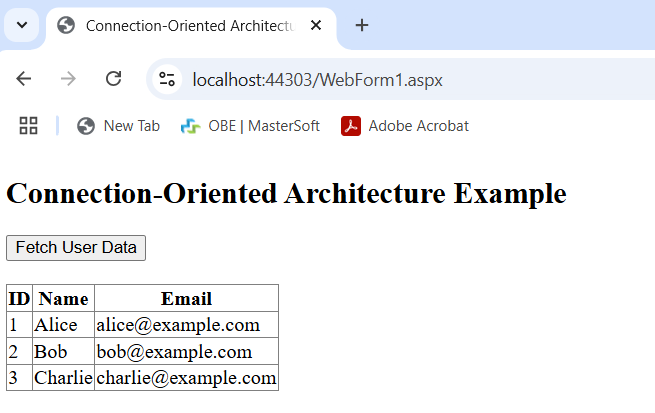 Connection-Oriented Architectu
localhost:44303/WebForm1.aspx
New Tab OBE | MasterSoft Adobe Acrobat
Connection-Oriented Architecture Example
Fetch User Data
ID Name Email
1 Alice alice@example.com
2 Bob bob@example.com
3 Charlie charlie@example.com